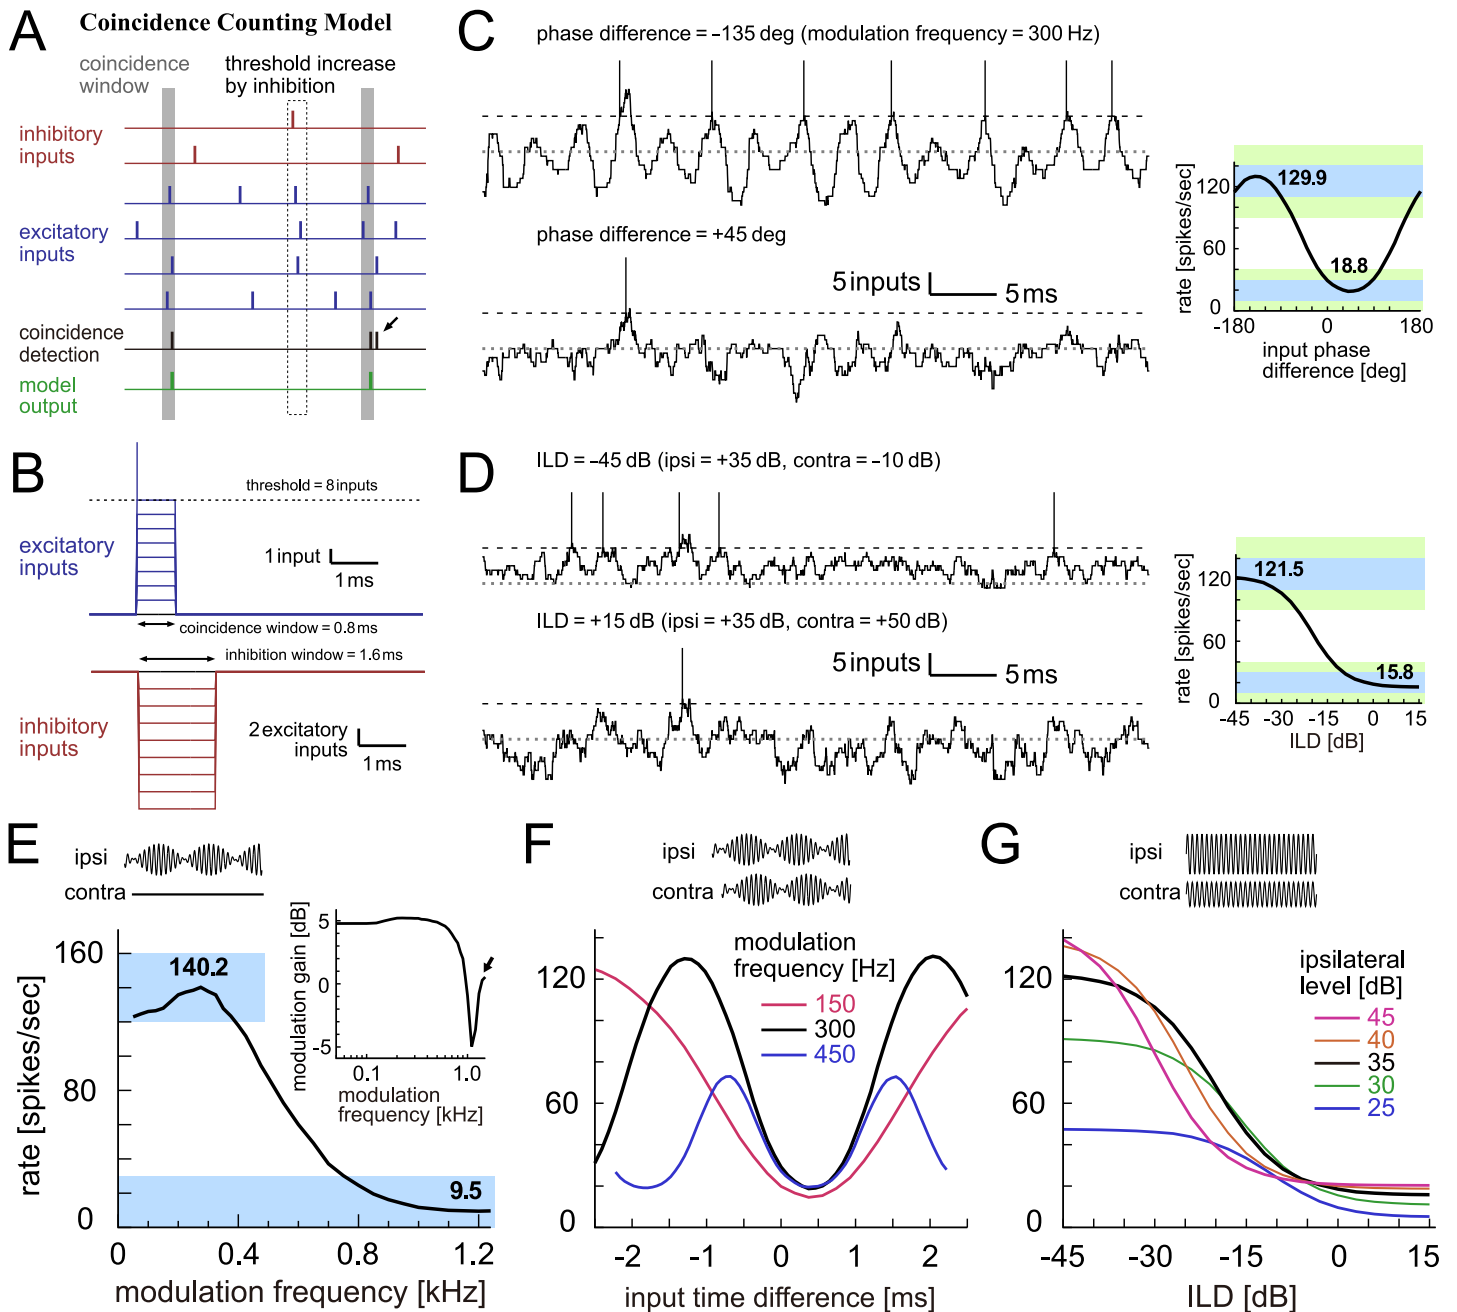 A
Coincidence Counting Model
coincidence
window
threshold increase
by inhibition
inhibitory
inputs
excitatory
inputs
coincidence
detection
model
output
B
threshold = 8 inputs
excitatory
inputs
1 input
1 ms
coincidence window = 0.8 ms
inhibition window = 1.6 ms
inhibitory
inputs
2 excitatory
inputs
1 ms
C
phase difference = –135 deg (modulation frequency = 300 Hz)
phase difference = +45 deg
5 inputs
5 ms
rate [spikes/sec]
120
60
0
129.9
18.8
-180
0
180
input phase
difference [deg]
D
ILD = –45 dB (ipsi = +35 dB, contra = –10 dB)
ILD = +15 dB (ipsi = +35 dB, contra = +50 dB)
5 inputs
5 ms
rate [spikes/sec]
120
60
0
121.5
15.8
-45
-30
-15
0
15
ILD [dB]
E
ipsi
contra
rate [spikes/sec]
160
80
0
140.2
9.5
0
0.4
0.8
1.2
modulation frequency [kHz]
modulation gain [dB]
5
0
-5
0.1
1.0
modulation
frequency [kHz]
F
ipsi
contra
modulation
frequency [Hz]
150
300
450
120
60
0
-2
-1
0
1
2
input time difference [ms]
G
ipsi
contra
ipsilateral
level [dB]
45
40
35
30
25
120
60
0
-45
-30
-15
0
15
ILD [dB]